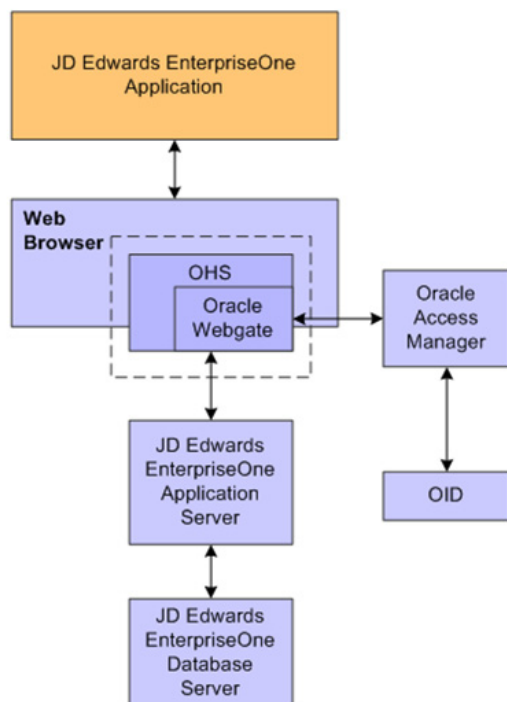 JD Edwards EnterpriseOne
Application
Web
Browser
OHS
Oracle
Webgate
Oracle
Access
Manager
JD Edwards
EnterpriseOne
Application
Server
OID
JD Edwards
EnterpriseOne
Database
Server